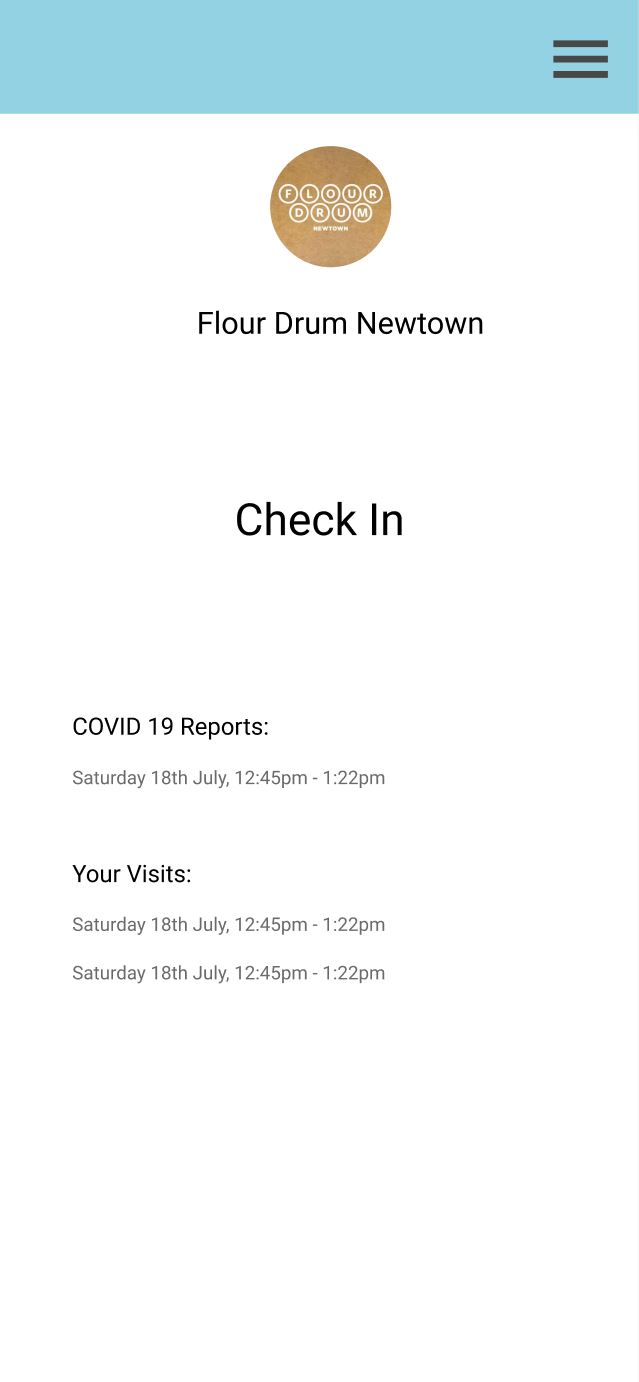 FLOUR
DRUM
NEWTOWN
Flour Drum Newtown
Check In
COVID 19 Reports:
Saturday 18th July, 12:45pm - 1:22pm
Your Visits:
Saturday 18th July, 12:45pm - 1:22pm
Saturday 18th July, 12:45pm - 1:22pm